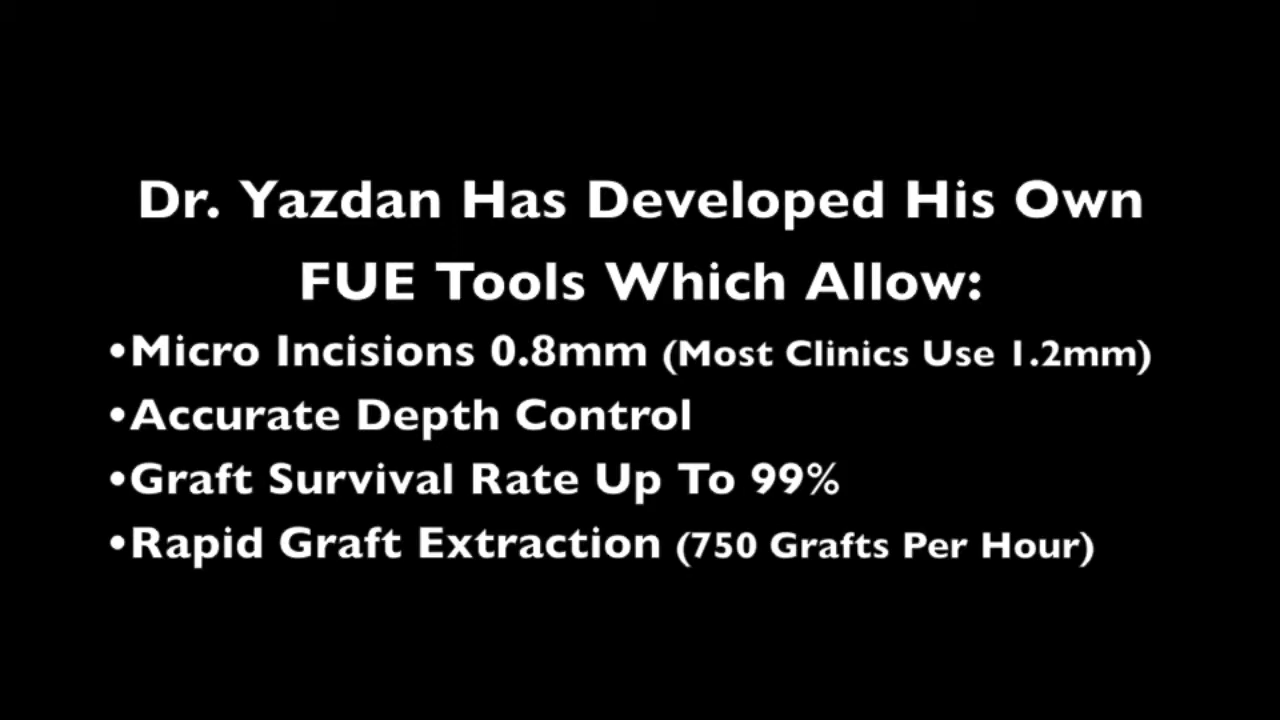 Dr. Yazdan Has Developed His Own
FUE Tools Which Allow:
•Micro Incisions 0.8mm (Most Clinics Use 1.2mm)
•Accurate Depth Control
•Graft Survival Rate Up To 99%
•Rapid Graft Extraction (750 Grafts Per Hour)